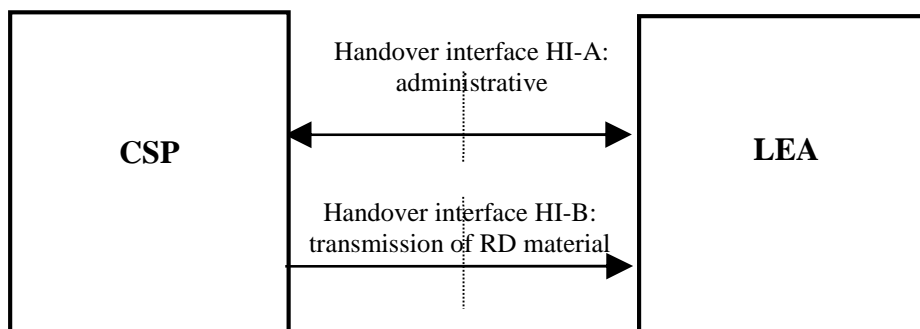 Handover interface HI-A:
administrative
CSP
LEA
Handover interface HI-B:
transmission of RD material